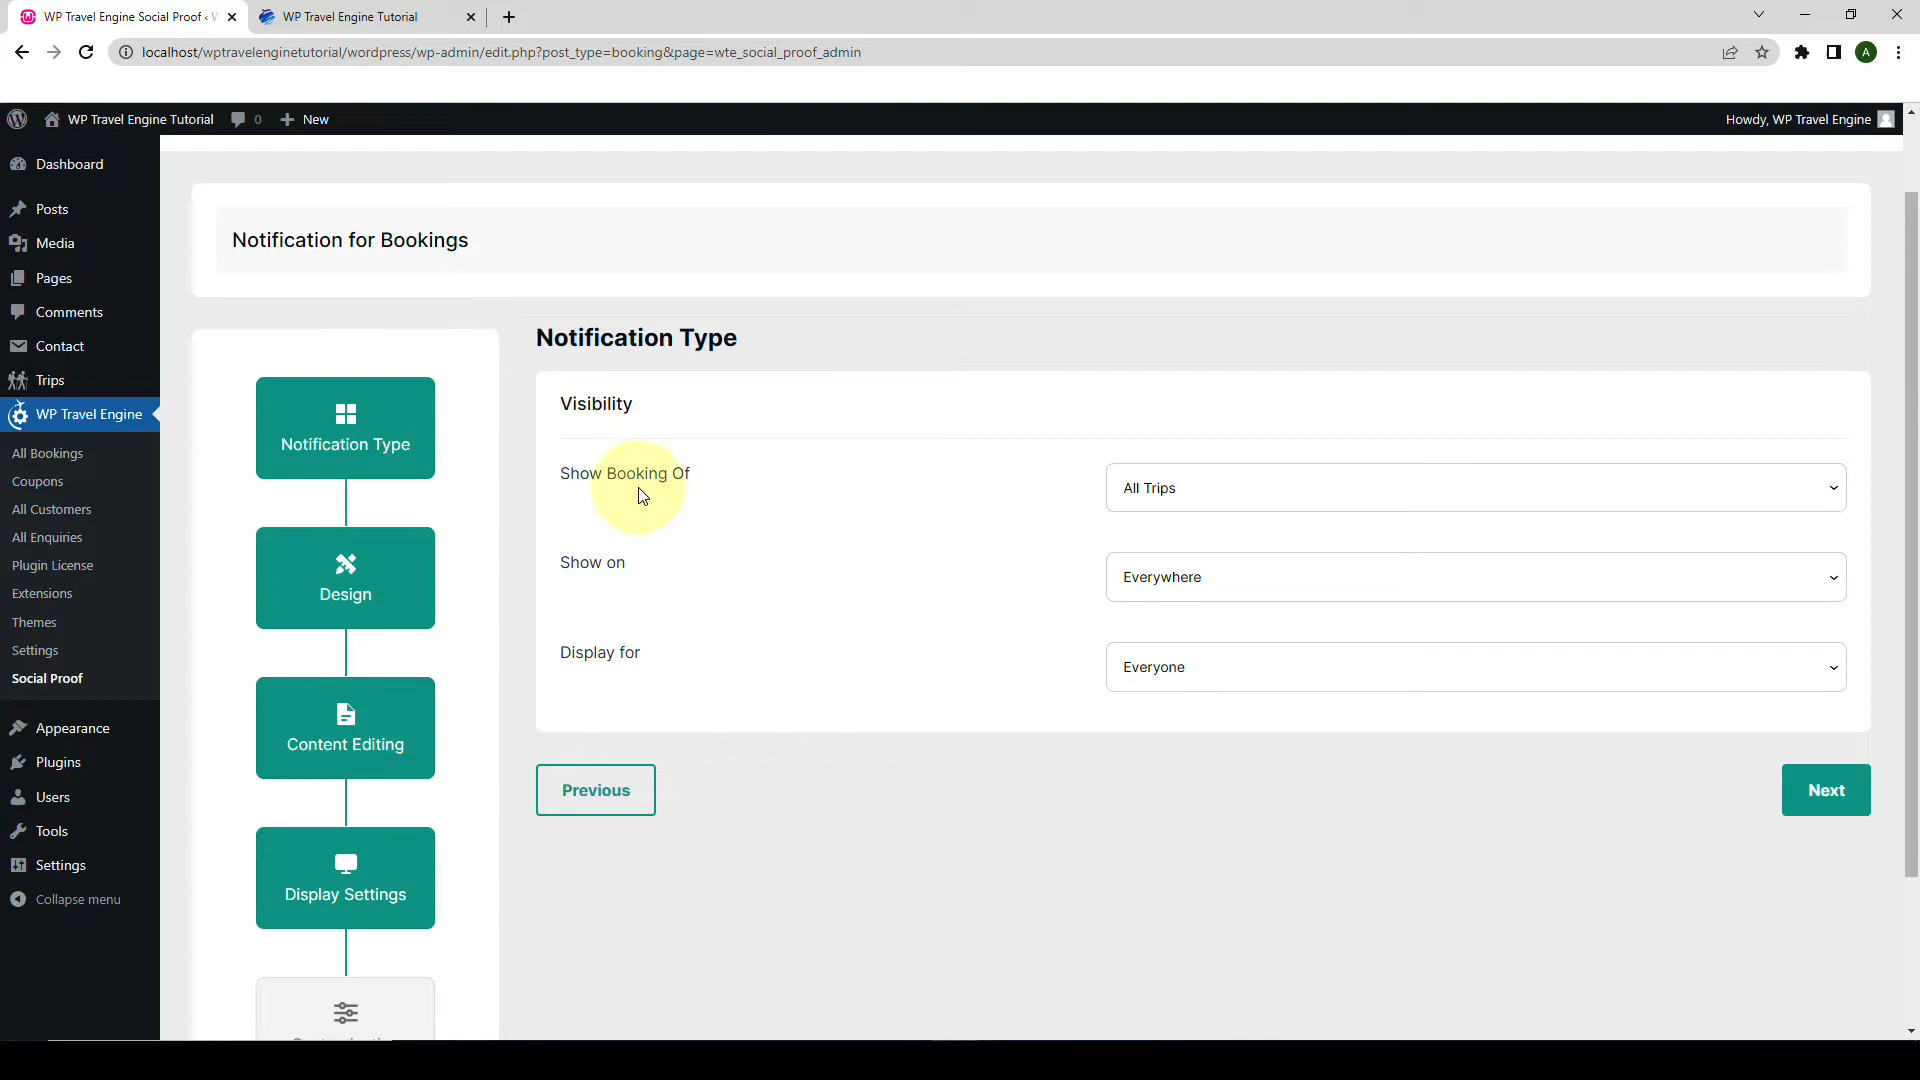 WP Travel Engine Social Proof ‹ W
WP Travel Engine Tutorial
localhost/wptravelenginetutorial/wordpress/wp-admin/edit.php?post_type=booking&page=wte_social_proof_admin
A
WP Travel Engine Tutorial
0
New
Howdy, WP Travel Engine
Dashboard
Posts
Media
Pages
Comments
Contact
Trips
WP Travel Engine
All Bookings
Coupons
All Customers
All Enquiries
Plugin License
Extensions
Themes
Settings
Social Proof
Appearance
Plugins
Users
Tools
Settings
Collapse menu
Notification for Bookings
Notification Type
Design
Content Editing
Display Settings
Notification Type
Visibility
Show Booking Of
All Trips
Show on
Everywhere
Display for
Everyone
Previous
Next